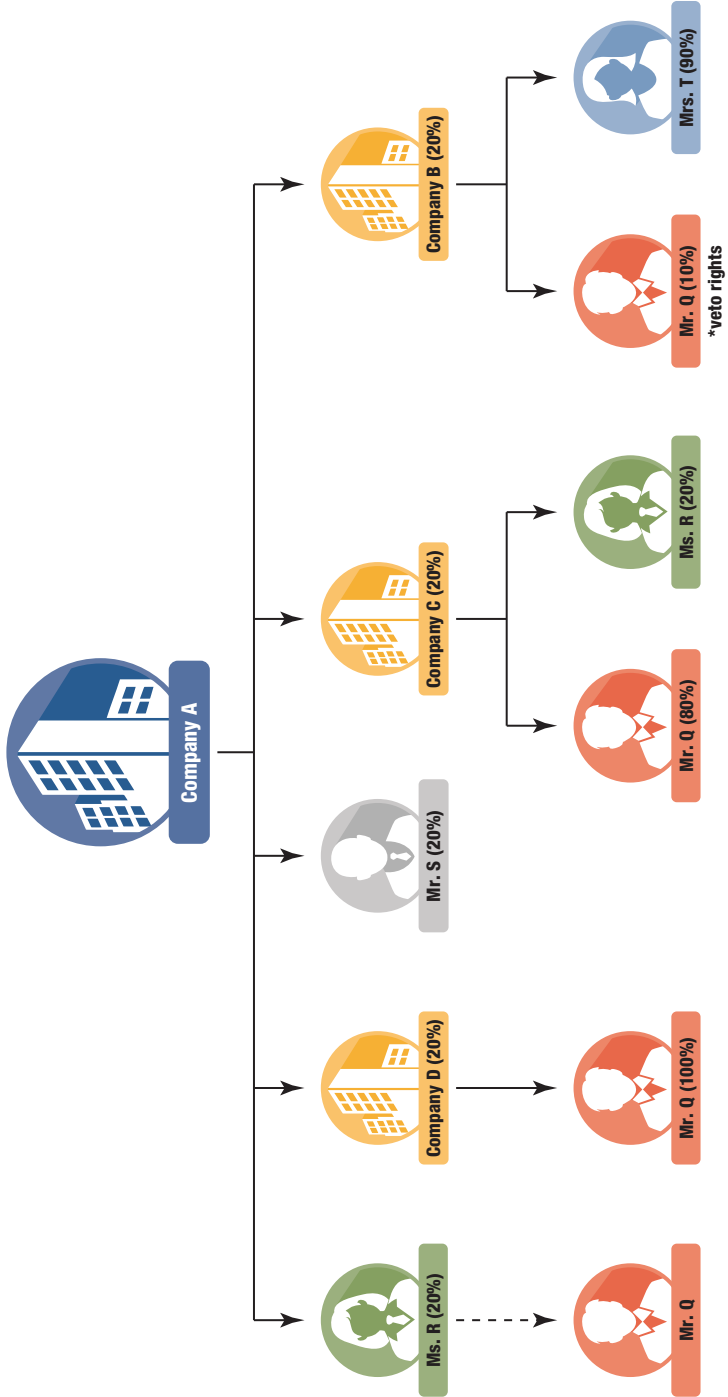 Company A
Ms. R (20%)
Company D (20%)
Mr. S (20%)
Company C (20%)
Company B (20%)
Mr. Q
Mr. Q (100%)
Mr. Q (80%)
Ms. R (20%)
Mr. Q (10%)
Mrs. T (90%)
*veto rights